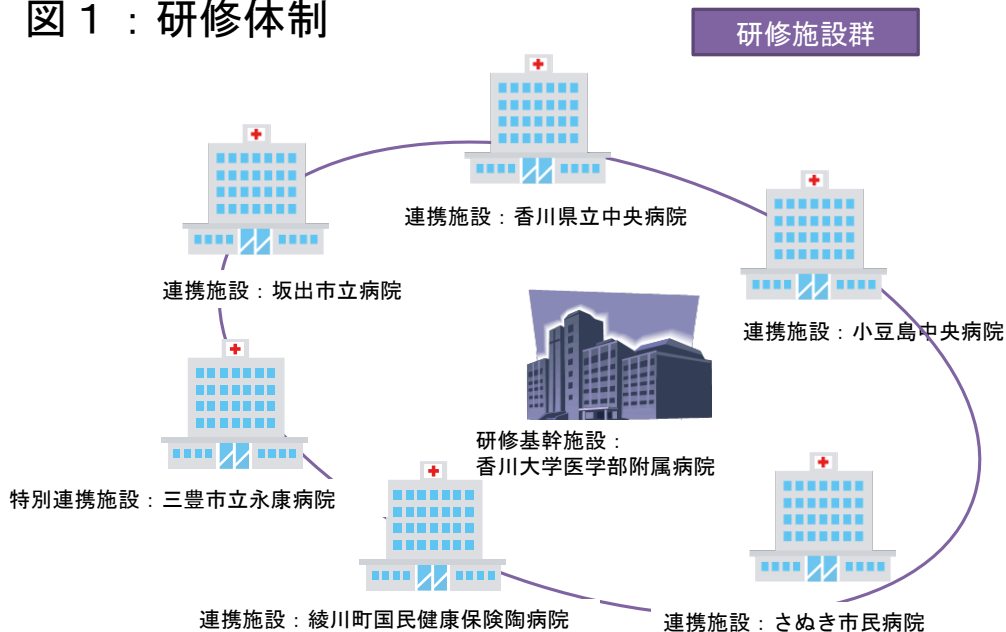 図１：研修体制
研修施設群
連携施設：香川県立中央病院
連携施設：坂出市立病院
連携施設：小豆島中央病院
研修基幹施設：
香川大学医学部附属病院
特別連携施設：三豊市立永康病院
連携施設：綾川町国民健康保険陶病院
連携施設：さぬき市民病院